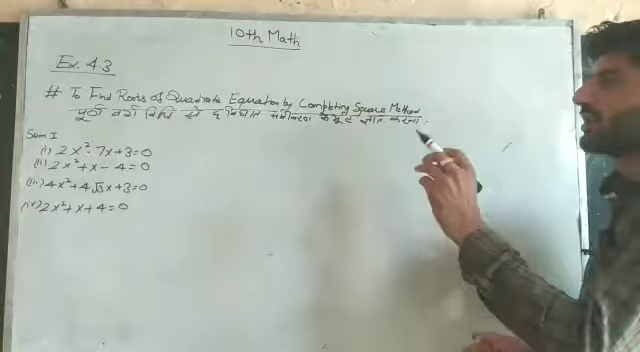 10th Math
Ex. 4.3
# To Find Roots of Quadratic Equation by Completing Square Method
पूर्ण वर्ग विधि से द्विघात समीकरण के मूल ज्ञात करना.
Sum I
(i) 2x² - 7x + 3 = 0
(ii) 2x² + x - 4 = 0
(iii) 4x² + 4√3x + 3 = 0
(iv) 2x² + x + 4 = 0